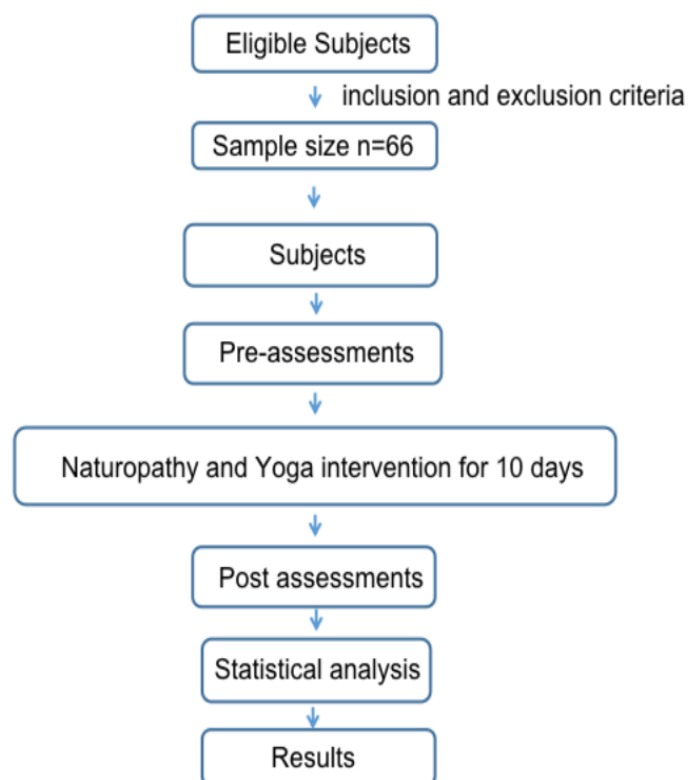 Eligible Subjects
inclusion and exclusion criteria
Sample size n=66
Subjects
Pre-assessments
Naturopathy and Yoga intervention for 10 days
Post assessments
Statistical analysis
Results